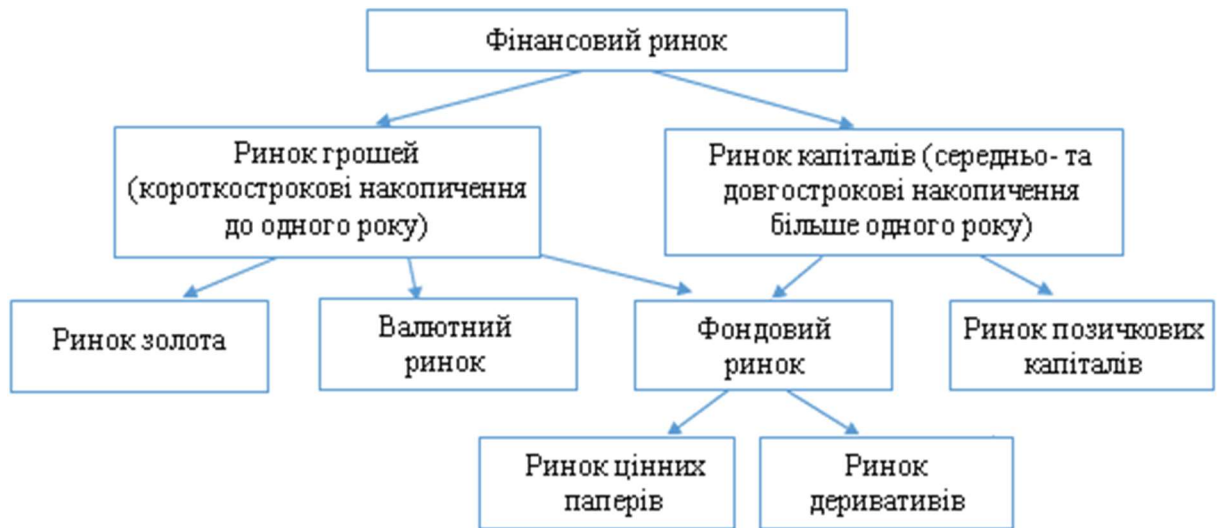 Фінансовий ринок
Ринок грошей
(короткострокові накопичення
до одного року)
Ринок капіталів (середньо- та
довгострокові накопичення
більше одного року)
Ринок золота
Валютний
ринок
Фондовий
ринок
Ринок позичкових
капіталів
Ринок цінних
паперів
Ринок
деривативів